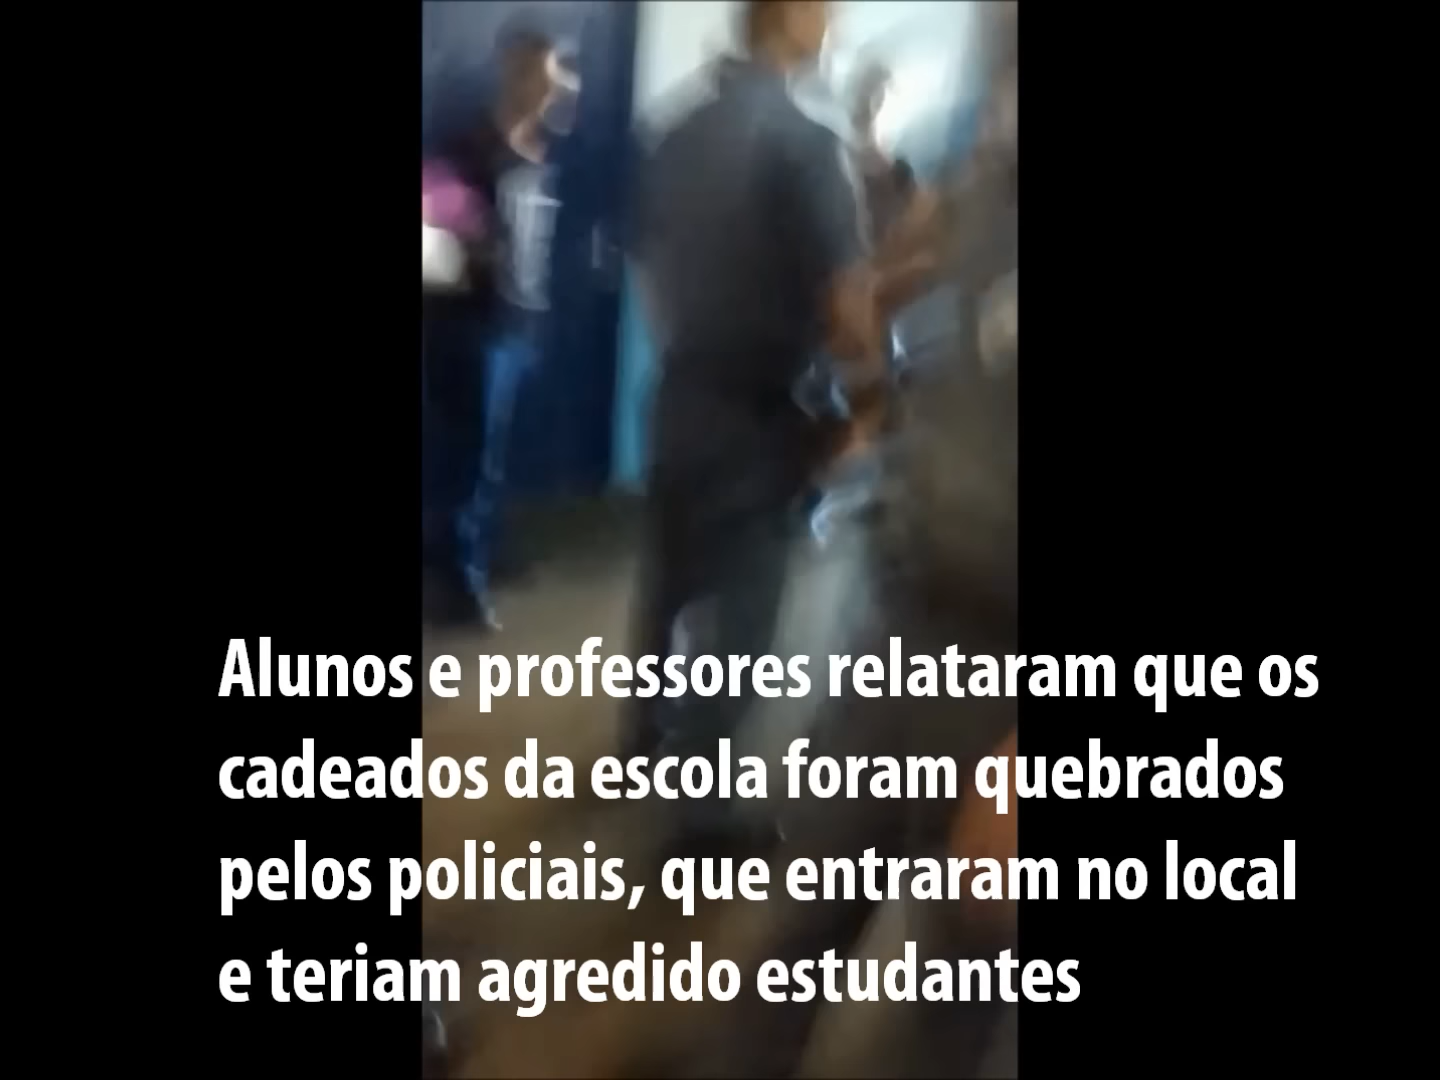 Alunos e professores relataram que os
cadeados da escola foram quebrados
pelos policiais, que entraram no local
e teriam agredido estudantes